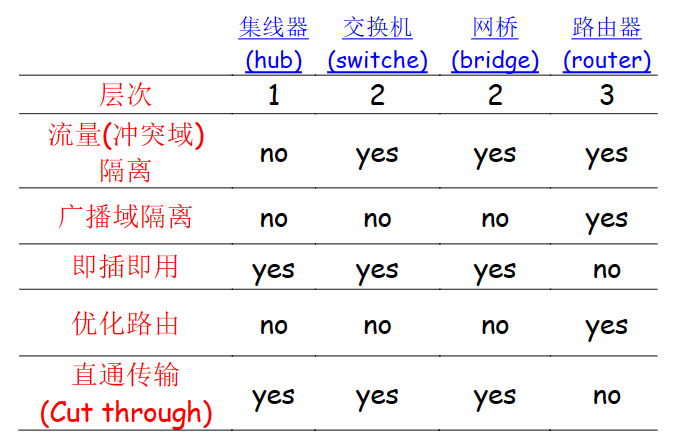 集线器 交换机 网桥 路由器
(hub) (switche) (bridge) (router)
层次 1 2 2 3
流量(冲突域)
隔离 no yes yes yes
广播域隔离 no no no yes
即插即用 yes yes yes no
优化路由 no no no yes
直通传输
(Cut through) yes yes yes no